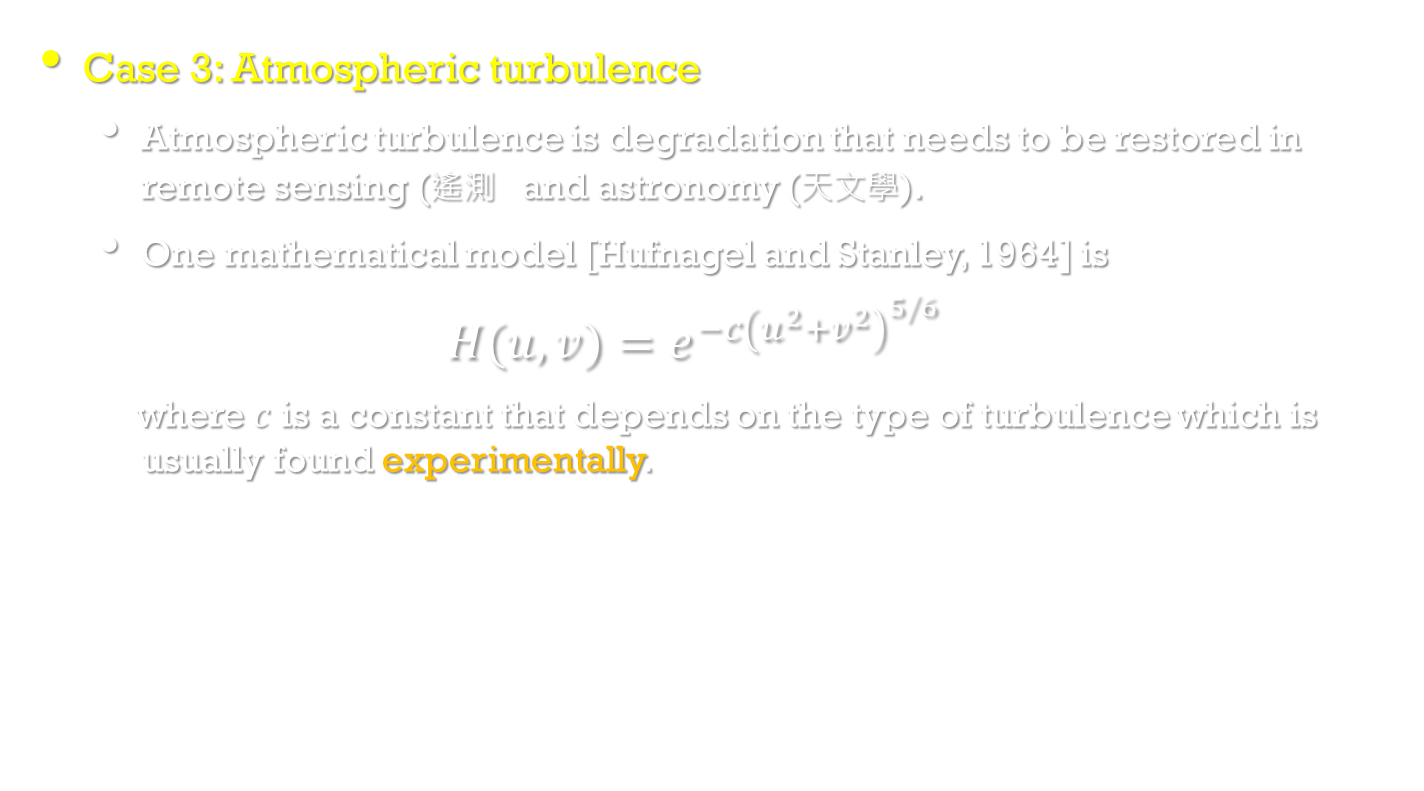 • Case 3: Atmospheric turbulence
• Atmospheric turbulence is degradation that needs to be restored in
remote sensing (遙測 and astronomy (天文學).
• One mathematical model [Hufnagel and Stanley, 1964] is
H(u, v) = e^{-c(u^2+v^2)^{5/6}}
where c is a constant that depends on the type of turbulence which is
usually found experimentally.